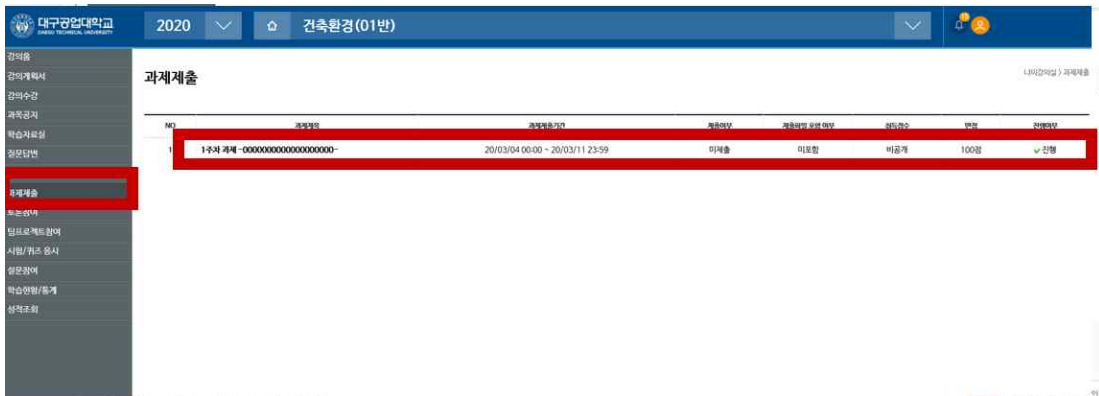 대구공업대학교
DAEGU TECHNICAL UNIVERSITY
2020
건축환경(01반)
강의홈
강의계획서
강의수강
과목공지
학습자료실
질문답변
과제제출
토론참여
팀프로젝트참여
시험/퀴즈 응시
설문참여
학습현황/통계
성적조회
과제제출
나의강의실 > 과제제출
NO 과제제목 과제제출기간 제출여부 제출파일 포함 여부 취득점수 만점 진행여부
1 1주차 과제 -0000000000000000000- 20/03/04 00:00 ~ 20/03/11 23:59 미제출 미포함 비공개 100점 진행